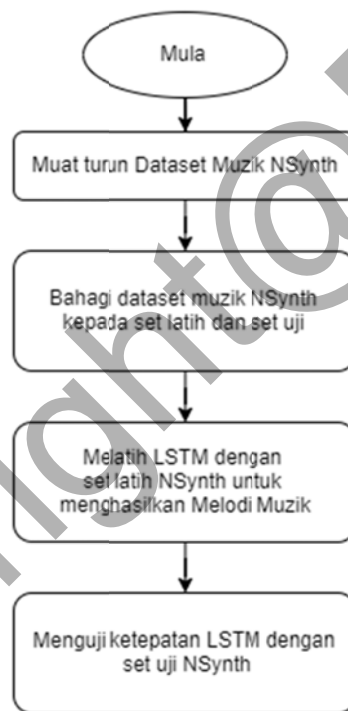 Mula
Muat turun Dataset Muzik NSynth
Bahagi dataset muzik NSynth
kepada set latih dan set uji
Melatih LSTM dengan
set latih NSynth untuk
menghasilkan Melodi Muzik
Menguji ketepatan LSTM dengan
set uji NSynth